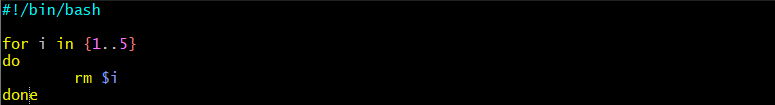 #!/bin/bash
for i in {1..5}
do
rm $i
done